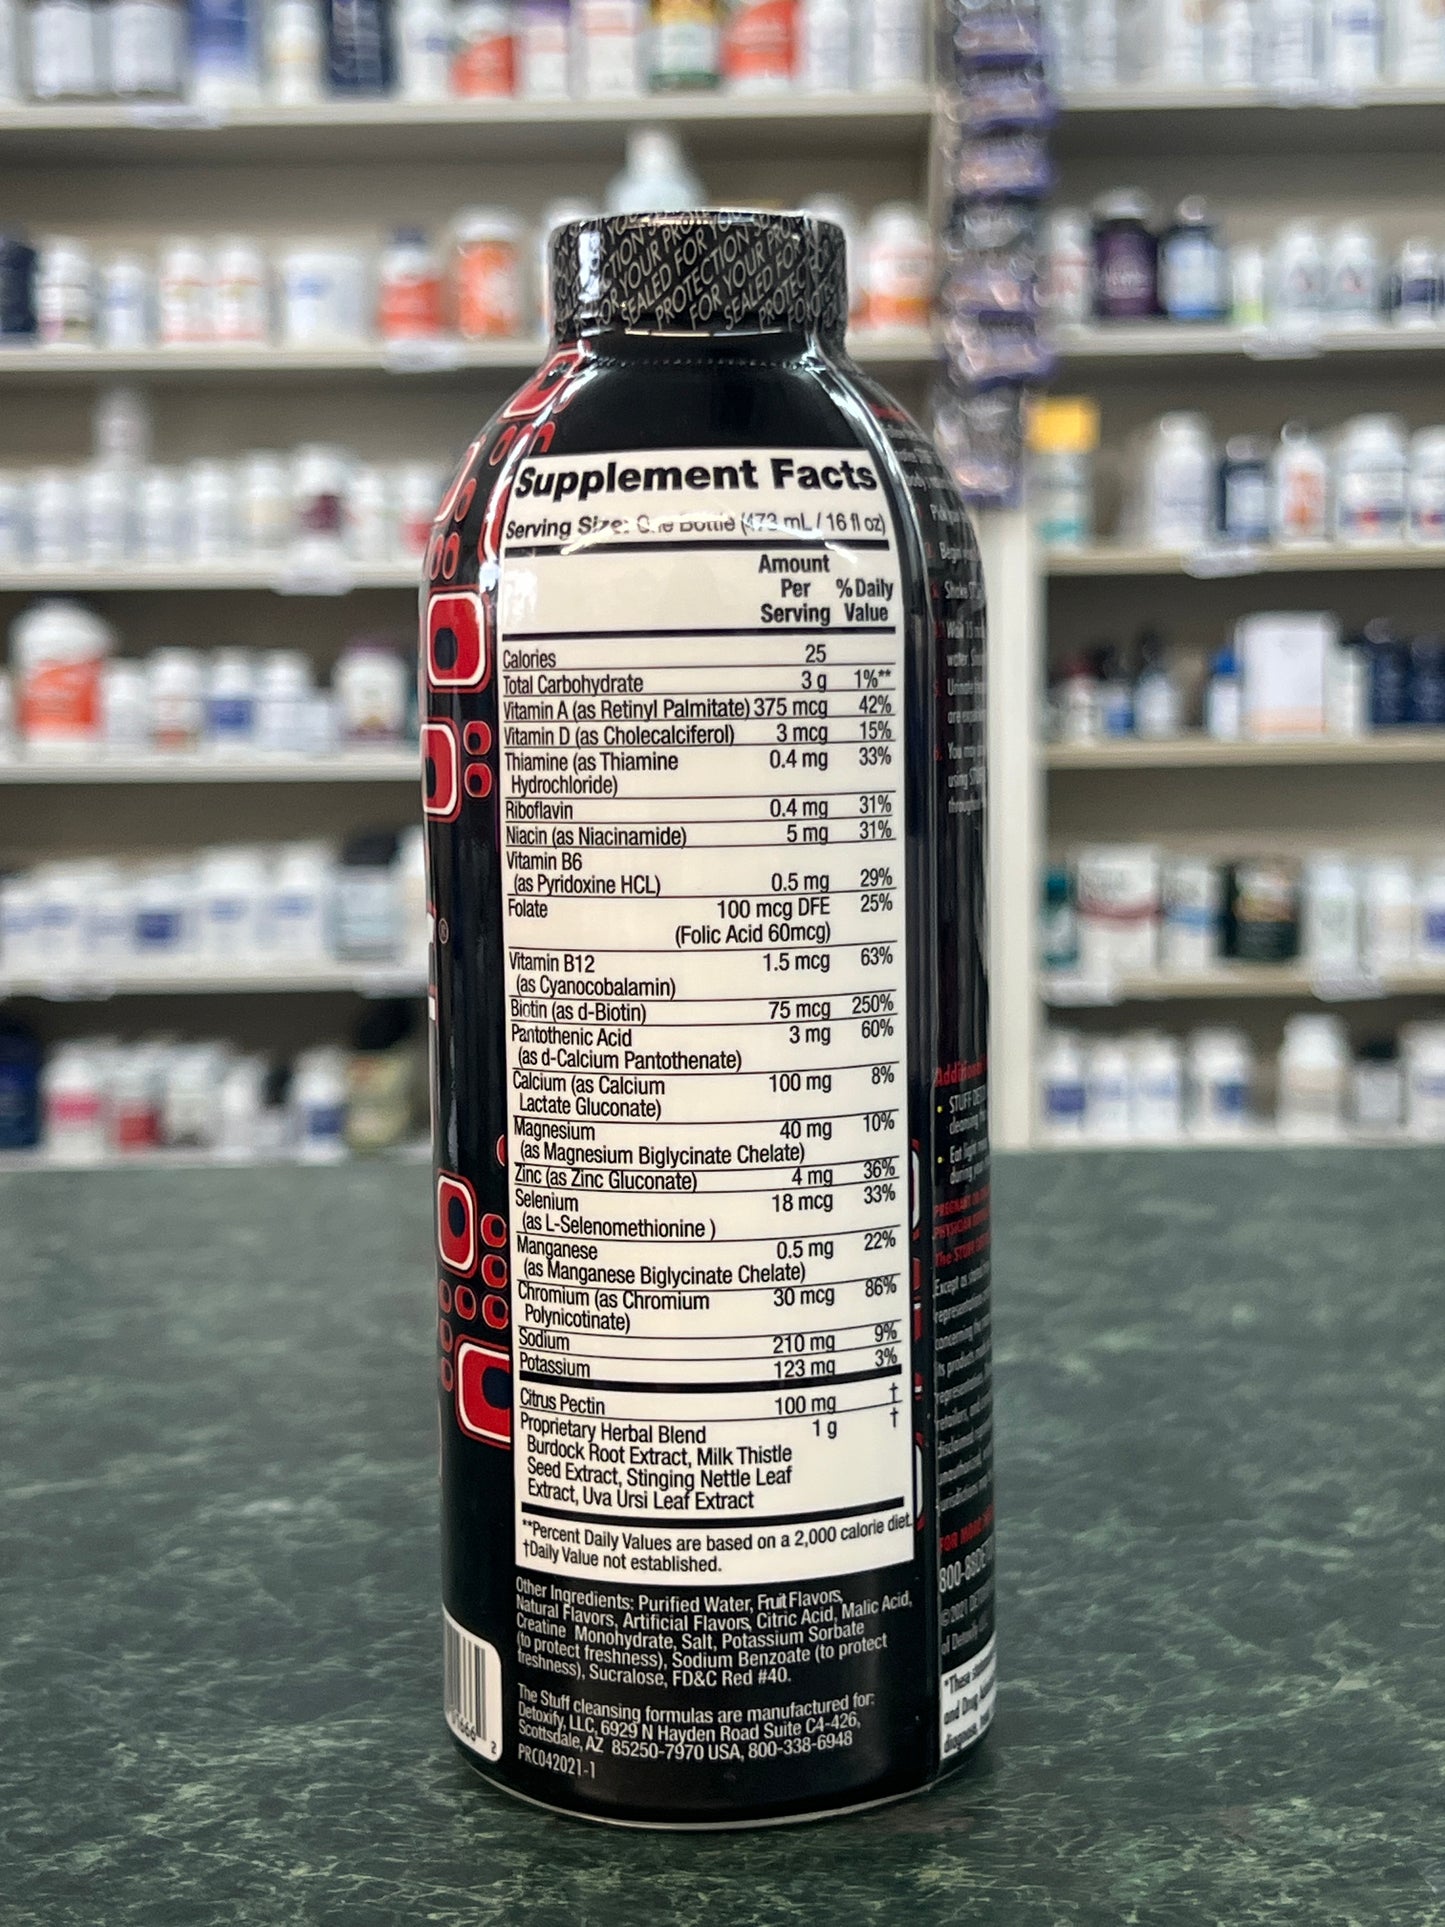 SEALED FOR
YOUR PROTECTION
Supplement Facts
Serving Size: One Bottle (473 mL / 16 fl oz)
Amount
Per % Daily
Serving Value
Calories 25
Total Carbohydrate 3 g 1%**
Vitamin A (as Retinyl Palmitate) 375 mcg 42%
Vitamin D (as Cholecalciferol) 3 mcg 15%
Thiamine (as Thiamine 0.4 mg 33%
Hydrochloride)
Riboflavin 0.4 mg 31%
Niacin (as Niacinamide) 5 mg 31%
Vitamin B6
(as Pyridoxine HCL) 0.5 mg 29%
Folate 100 mcg DFE 25%
(Folic Acid 60mcg)
Vitamin B12 1.5 mcg 63%
(as Cyanocobalamin)
Biotin (as d-Biotin) 75 mcg 250%
Pantothenic Acid 3 mg 60%
(as d-Calcium Pantothenate)
Calcium (as Calcium 100 mg 8%
Lactate Gluconate)
Magnesium 40 mg 10%
(as Magnesium Biglycinate Chelate)
Zinc (as Zinc Gluconate) 4 mg 36%
Selenium 18 mcg 33%
(as L-Selenomethionine )
Manganese 0.5 mg 22%
(as Manganese Biglycinate Chelate)
Chromium (as Chromium 30 mcg 86%
Polynicotinate)
Sodium 210 mg 9%
Potassium 123 mg 3%
Citrus Pectin 100 mg †
Proprietary Herbal Blend 1 g †
Burdock Root Extract, Milk Thistle
Seed Extract, Stinging Nettle Leaf
Extract, Uva Ursi Leaf Extract
**Percent Daily Values are based on a 2,000 calorie diet.
†Daily Value not established.
Other Ingredients: Purified Water, Fruit Flavors,
Natural Flavors, Artificial Flavors, Citric Acid, Malic Acid,
Creatine Monohydrate, Salt, Potassium Sorbate
(to protect freshness), Sodium Benzoate (to protect
freshness), Sucralose, FD&C Red #40.
The Stuff cleansing formulas are manufactured for:
Detoxify, LLC, 6929 N Hayden Road Suite C4-426,
Scottsdale, AZ 85250-7970 USA, 800-338-6948
PRC042021-1